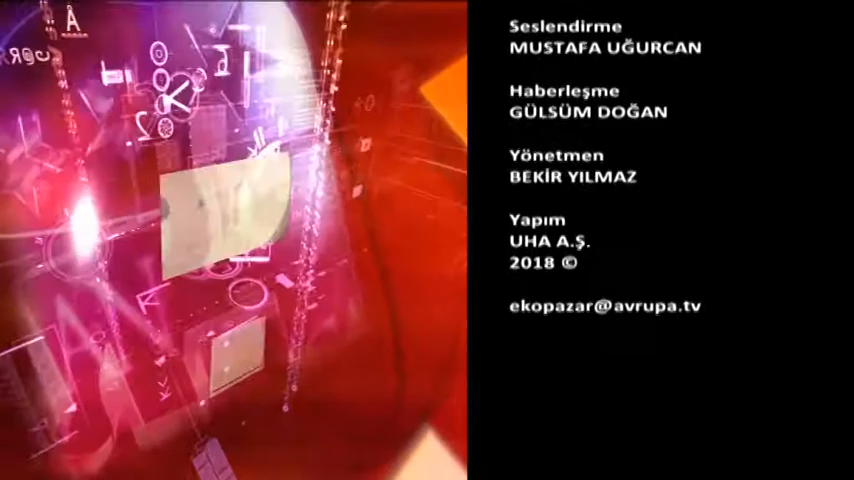 Seslendirme
MUSTAFA UĞURCAN
Haberleşme
GÜLSÜM DOĞAN
Yönetmen
BEKİR YILMAZ
Yapım
UHA A.Ş.
2018 ©
ekopazar@avrupa.tv